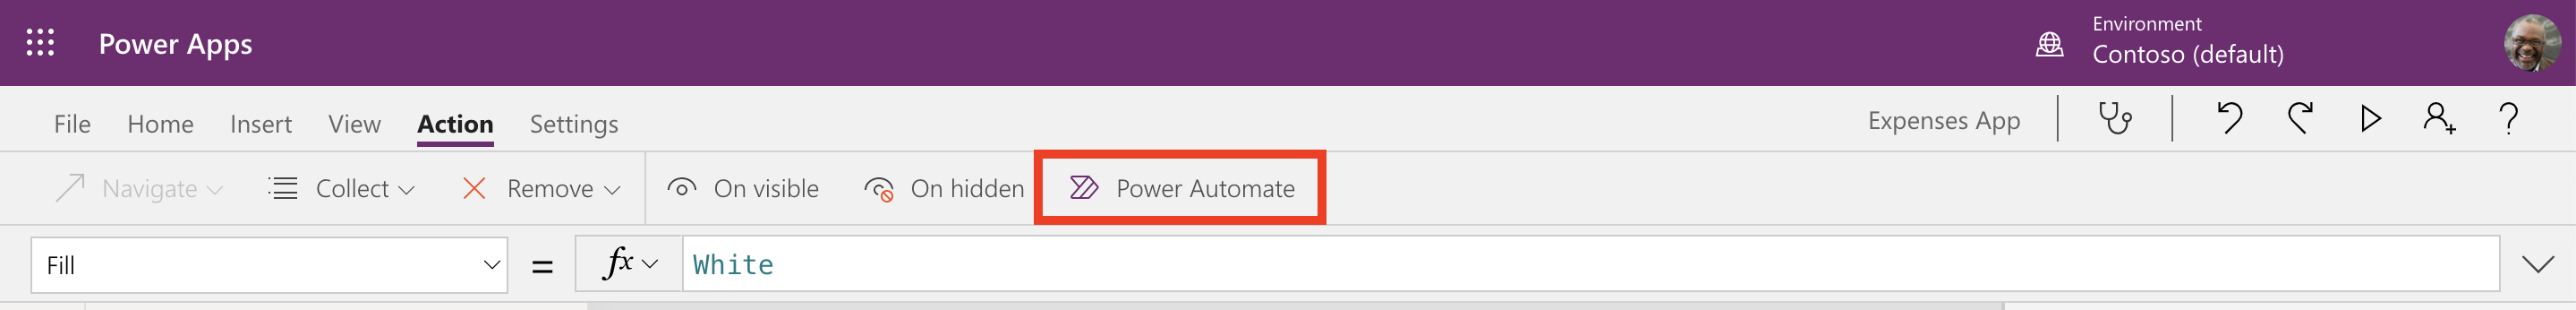 Power Apps
Environment
Contoso (default)
File Home Insert View Action Settings
Expenses App
?
Navigate Collect Remove On visible On hidden Power Automate
Fill = fx White